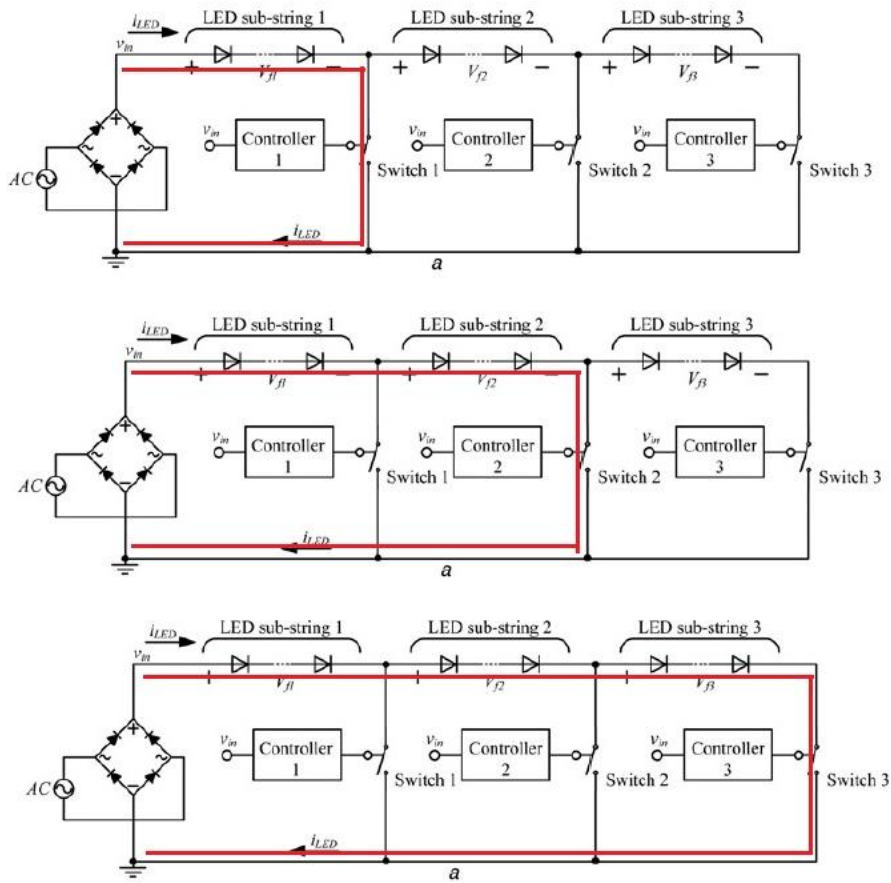 LED sub-string 1 LED sub-string 2 LED sub-string 3
iLED
vin
+ Vf1 − + Vf2 − + Vf3 −
vin Controller 1 vin Controller 2 vin Controller 3
+
~ ~
−
AC
Switch 1 Switch 2 Switch 3
iLED
a
LED sub-string 1 LED sub-string 2 LED sub-string 3
iLED
vin
+ Vf1 − + Vf2 − + Vf3 −
vin Controller 1 vin Controller 2 vin Controller 3
+
~ ~
−
AC
Switch 1 Switch 2 Switch 3
iLED
a
LED sub-string 1 LED sub-string 2 LED sub-string 3
iLED
vin
Vf1 Vf2 Vf3
vin Controller 1 vin Controller 2 vin Controller 3
+
~ ~
−
AC
Switch 1 Switch 2 Switch 3
iLED
a